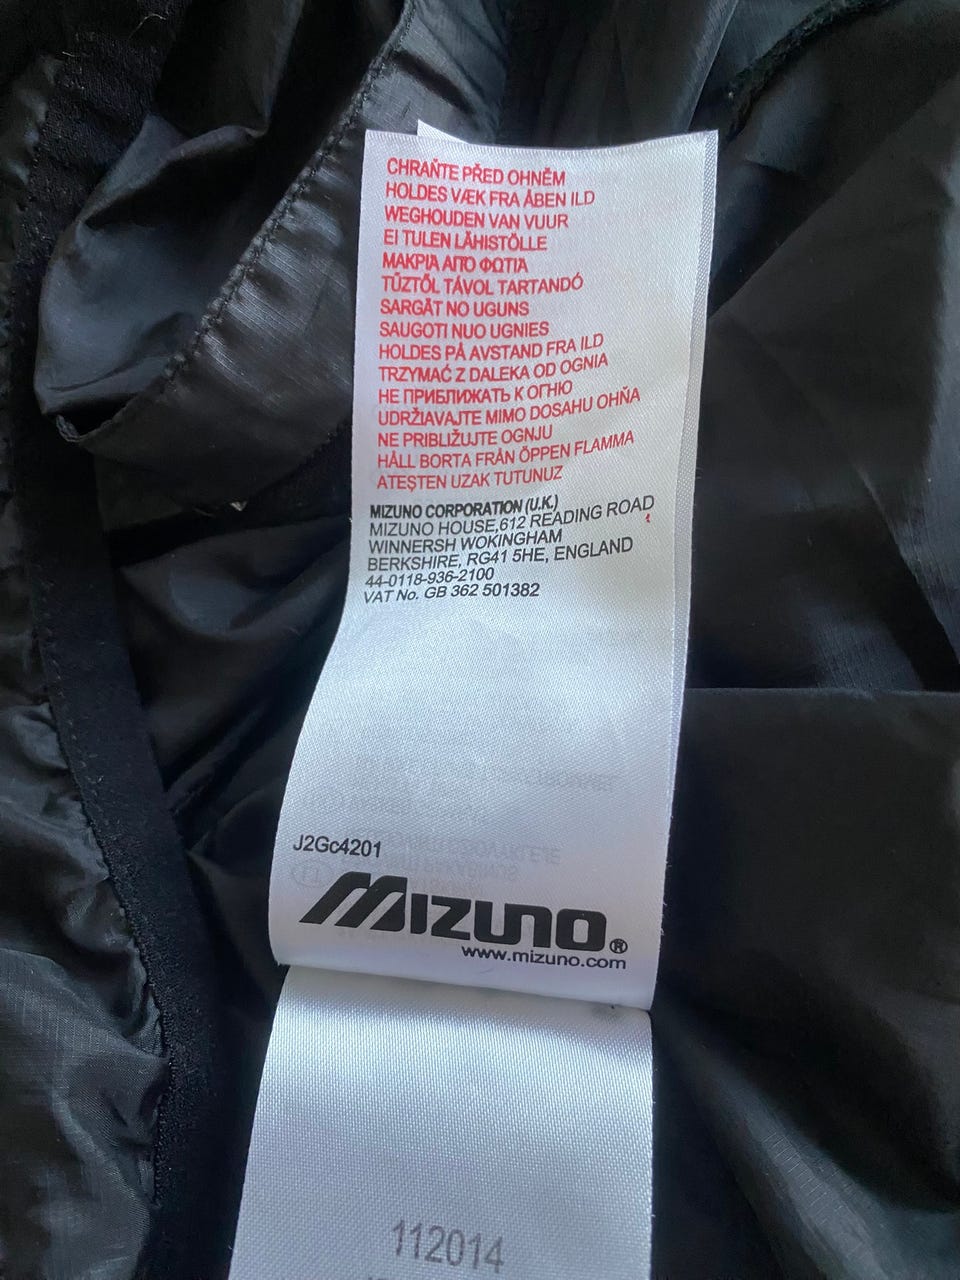 CHRAŇTE PŘED OHNĚM
HOLDES VÆK FRA ÅBEN ILD
WEGHOUDEN VAN VUUR
EI TULEN LÄHISTÖLLE
ΜΑΚΡΙΑ ΑΠΟ ΦΩΤΙΑ
TŰZTŐL TÁVOL TARTANDÓ
SARGĀT NO UGUNS
SAUGOTI NUO UGNIES
HOLDES PÅ AVSTAND FRA ILD
TRZYMAĆ Z DALEKA OD OGNIA
НЕ ПРИБЛИЖАТЬ К ОГНЮ
UDRŽIAVAJTE MIMO DOSAHU OHŇA
NE PRIBLIŽUJTE OGNJU
HÅLL BORTA FRÅN ÖPPEN FLAMMA
ATEŞTEN UZAK TUTUNUZ
MIZUNO CORPORATION (U.K.)
MIZUNO HOUSE,612 READING ROAD
WINNERSH WOKINGHAM
BERKSHIRE, RG41 5HE, ENGLAND
44-0118-936-2100
VAT No. GB 362 501382
J2Gc4201
MIZUNO®
www.mizuno.com
112014